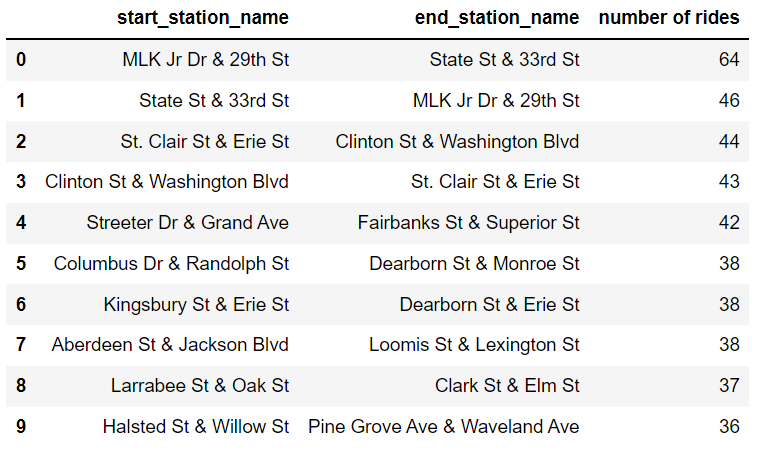 start_station_name end_station_name number of rides
0 MLK Jr Dr & 29th St State St & 33rd St 64
1 State St & 33rd St MLK Jr Dr & 29th St 46
2 St. Clair St & Erie St Clinton St & Washington Blvd 44
3 Clinton St & Washington Blvd St. Clair St & Erie St 43
4 Streeter Dr & Grand Ave Fairbanks St & Superior St 42
5 Columbus Dr & Randolph St Dearborn St & Monroe St 38
6 Kingsbury St & Erie St Dearborn St & Erie St 38
7 Aberdeen St & Jackson Blvd Loomis St & Lexington St 38
8 Larrabee St & Oak St Clark St & Elm St 37
9 Halsted St & Willow St Pine Grove Ave & Waveland Ave 36